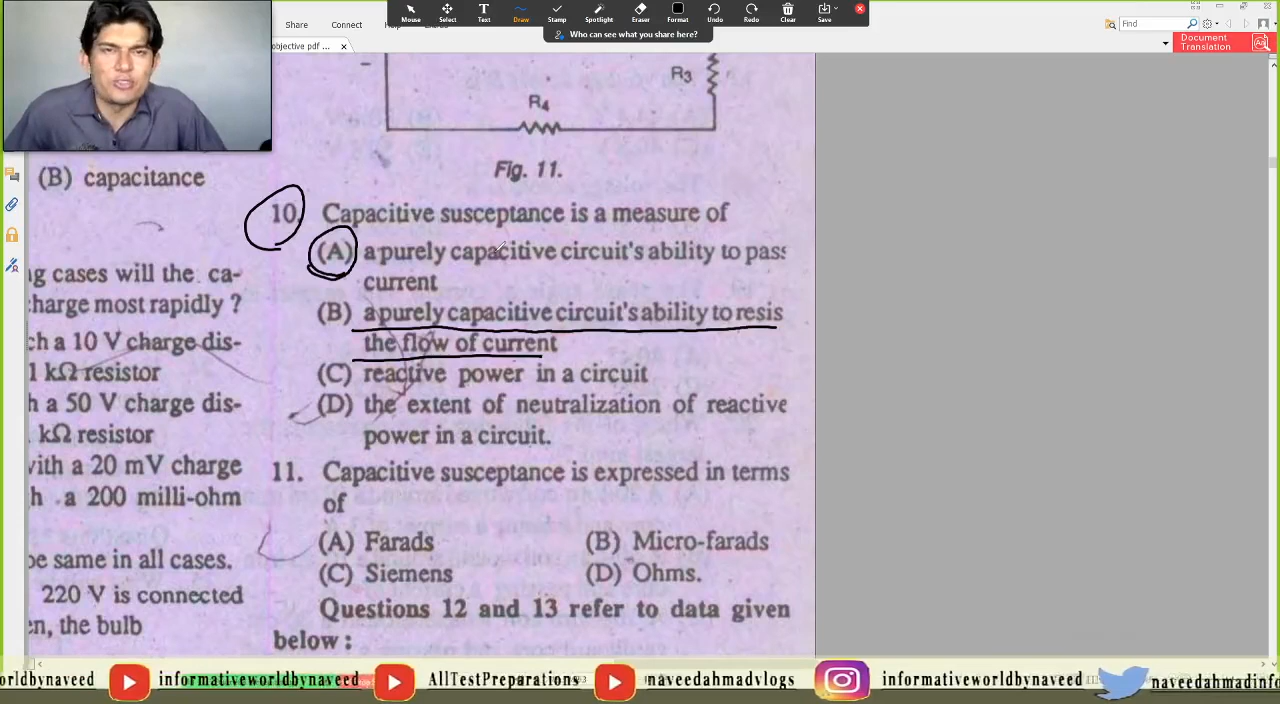 Mouse Select Text Draw Stamp Spotlight Eraser Format Undo Redo Clear Save
Who can see what you share here?
Share Connect
Find
objective pdf ...
Document
Translation
R3
R4
Fig. 11.
(B) capacitance
10. Capacitive susceptance is a measure of
(A) a purely capacitive circuit's ability to pass
current
(B) a purely capacitive circuit's ability to resis
the flow of current
(C) reactive power in a circuit
(D) the extent of neutralization of reactive
power in a circuit.
11. Capacitive susceptance is expressed in terms
of
(A) Farads (B) Micro-farads
(C) Siemens (D) Ohms.
Questions 12 and 13 refer to data given
below :
ng cases will the ca-
charge most rapidly ?
ch a 10 V charge dis-
1 kΩ resistor
h a 50 V charge dis-
kΩ resistor
with a 20 mV charge
h a 200 milli-ohm
be same in all cases.
220 V is connected
en, the bulb
orldbynaveed informativeworldbynaveed AllTestPreparations naveedahmadvlogs informativeworldbynaveed naveedahmadinfo